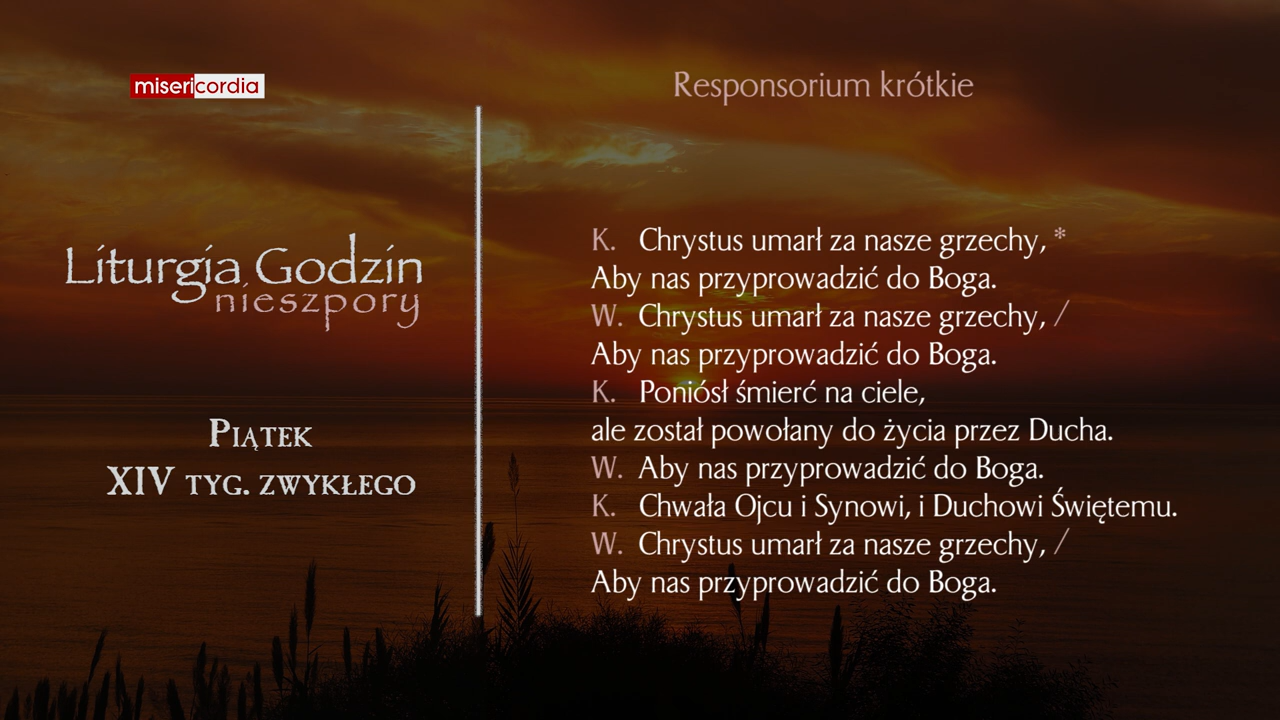 misericordia
Responsorium krótkie
Liturgia Godzin
nieszpory
Piątek
XIV tyg. zwykłego
K. Chrystus umarł za nasze grzechy, *
Aby nas przyprowadzić do Boga.
W. Chrystus umarł za nasze grzechy, /
Aby nas przyprowadzić do Boga.
K. Poniósł śmierć na ciele,
ale został powołany do życia przez Ducha.
W. Aby nas przyprowadzić do Boga.
K. Chwała Ojcu i Synowi, i Duchowi Świętemu.
W. Chrystus umarł za nasze grzechy, /
Aby nas przyprowadzić do Boga.